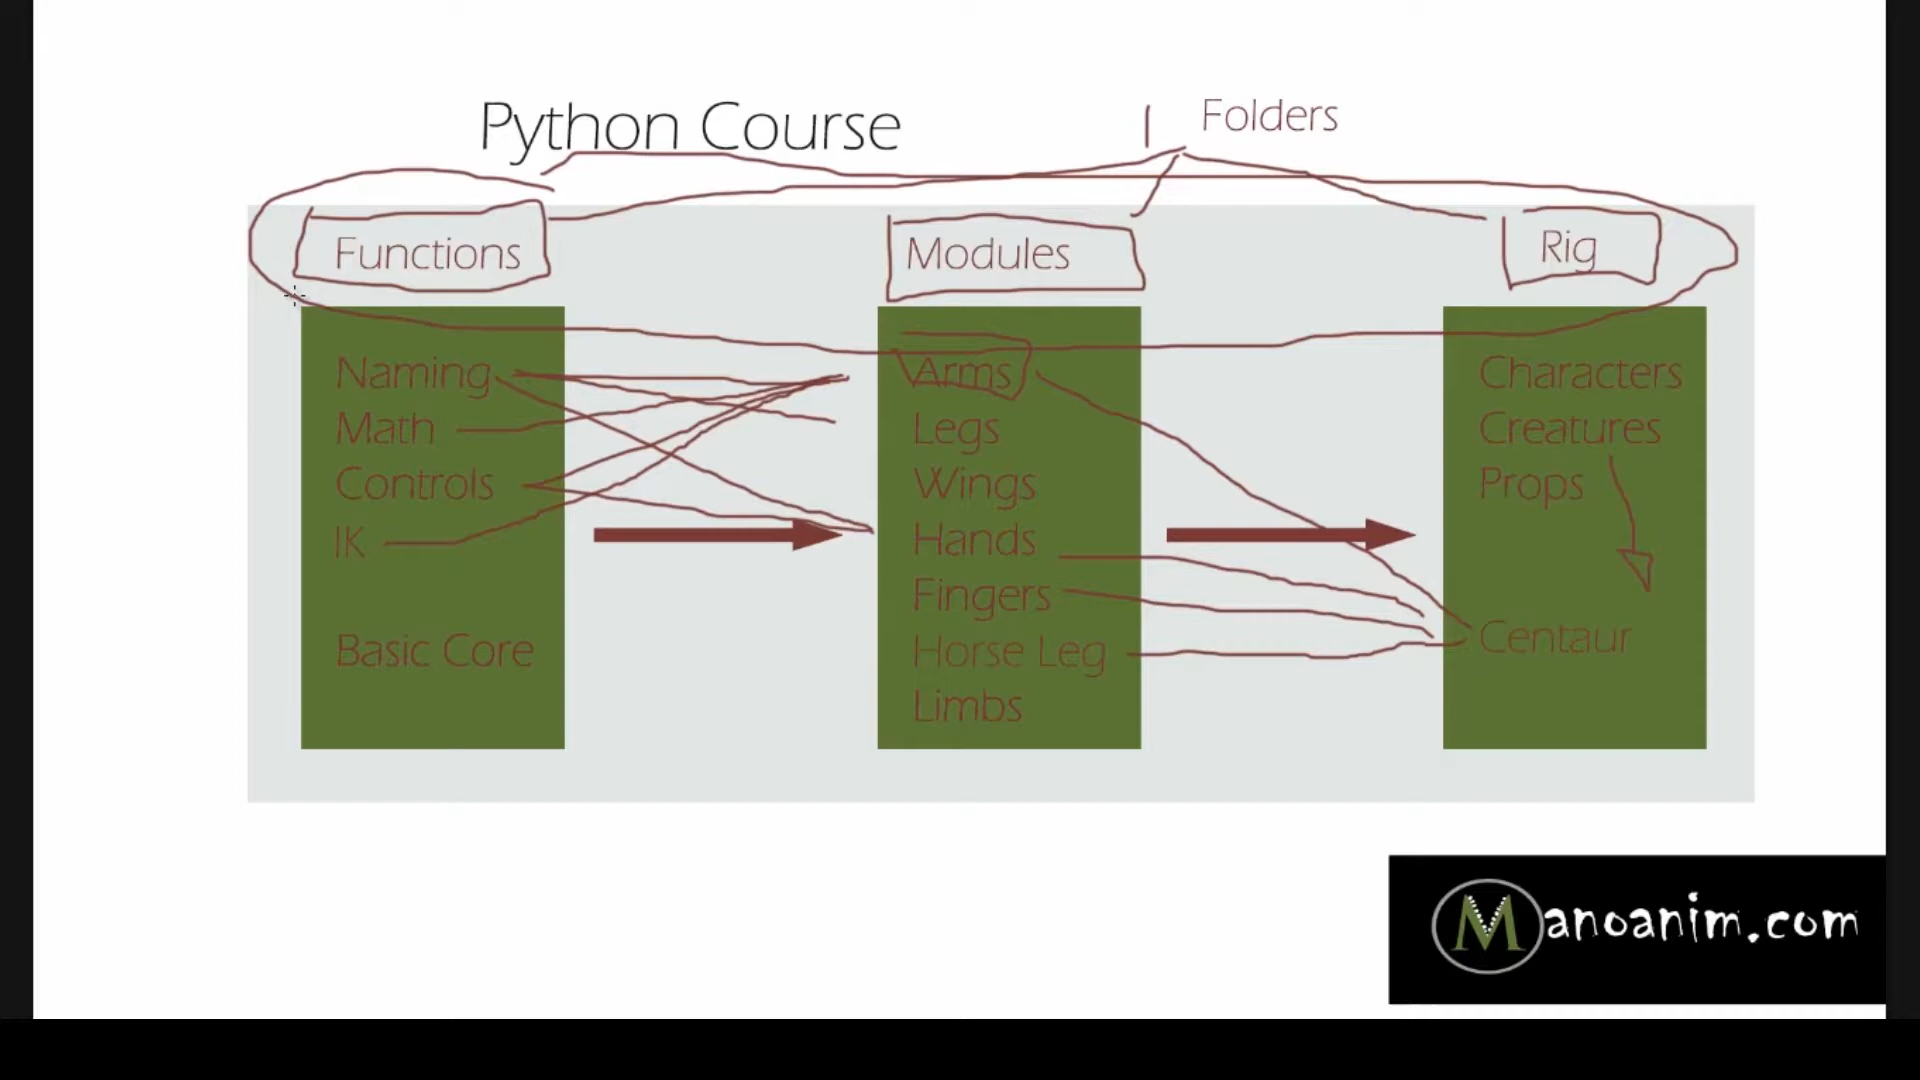 Python Course
Folders
Functions
Modules
Rig
Naming
Math
Controls
IK
Basic Core
Arms
Legs
Wings
Hands
Fingers
Horse Leg
Limbs
Characters
Creatures
Props
Centaur
Manoanim.com